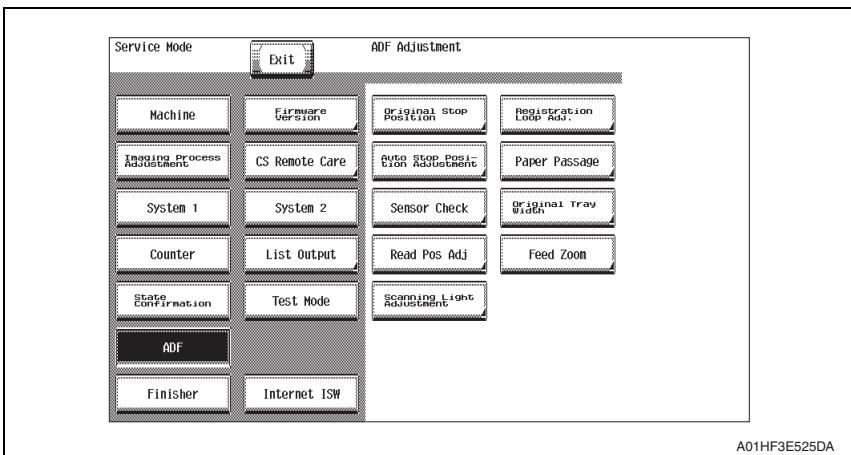 Service Mode
Exit
ADF Adjustment
Machine
Firmware
Version
Original Stop
Position
Registration
Loop Adj.
Imaging Process
Adjustment
CS Remote Care
Auto Stop Posi-
tion Adjustment
Paper Passage
System 1
System 2
Sensor Check
Original Tray
Width
Counter
List Output
Read Pos Adj
Feed Zoom
State
Confirmation
Test Mode
Scanning Light
Adjustment
ADF
Finisher
Internet ISW
A01HF3E525DA